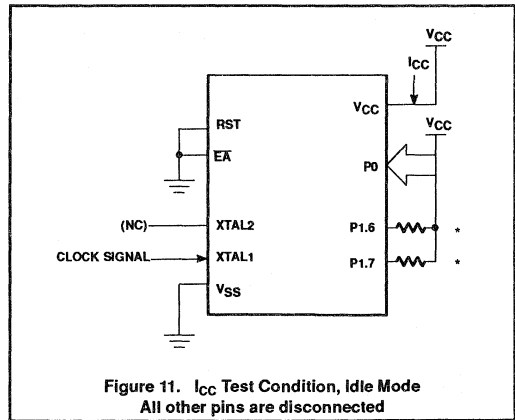 VCC
ICC
VCC
VCC
RST
EA
P0
(NC)
XTAL2
P1.6
*
CLOCK SIGNAL
XTAL1
P1.7
*
VSS
Figure 11. ICC Test Condition, Idle Mode
All other pins are disconnected